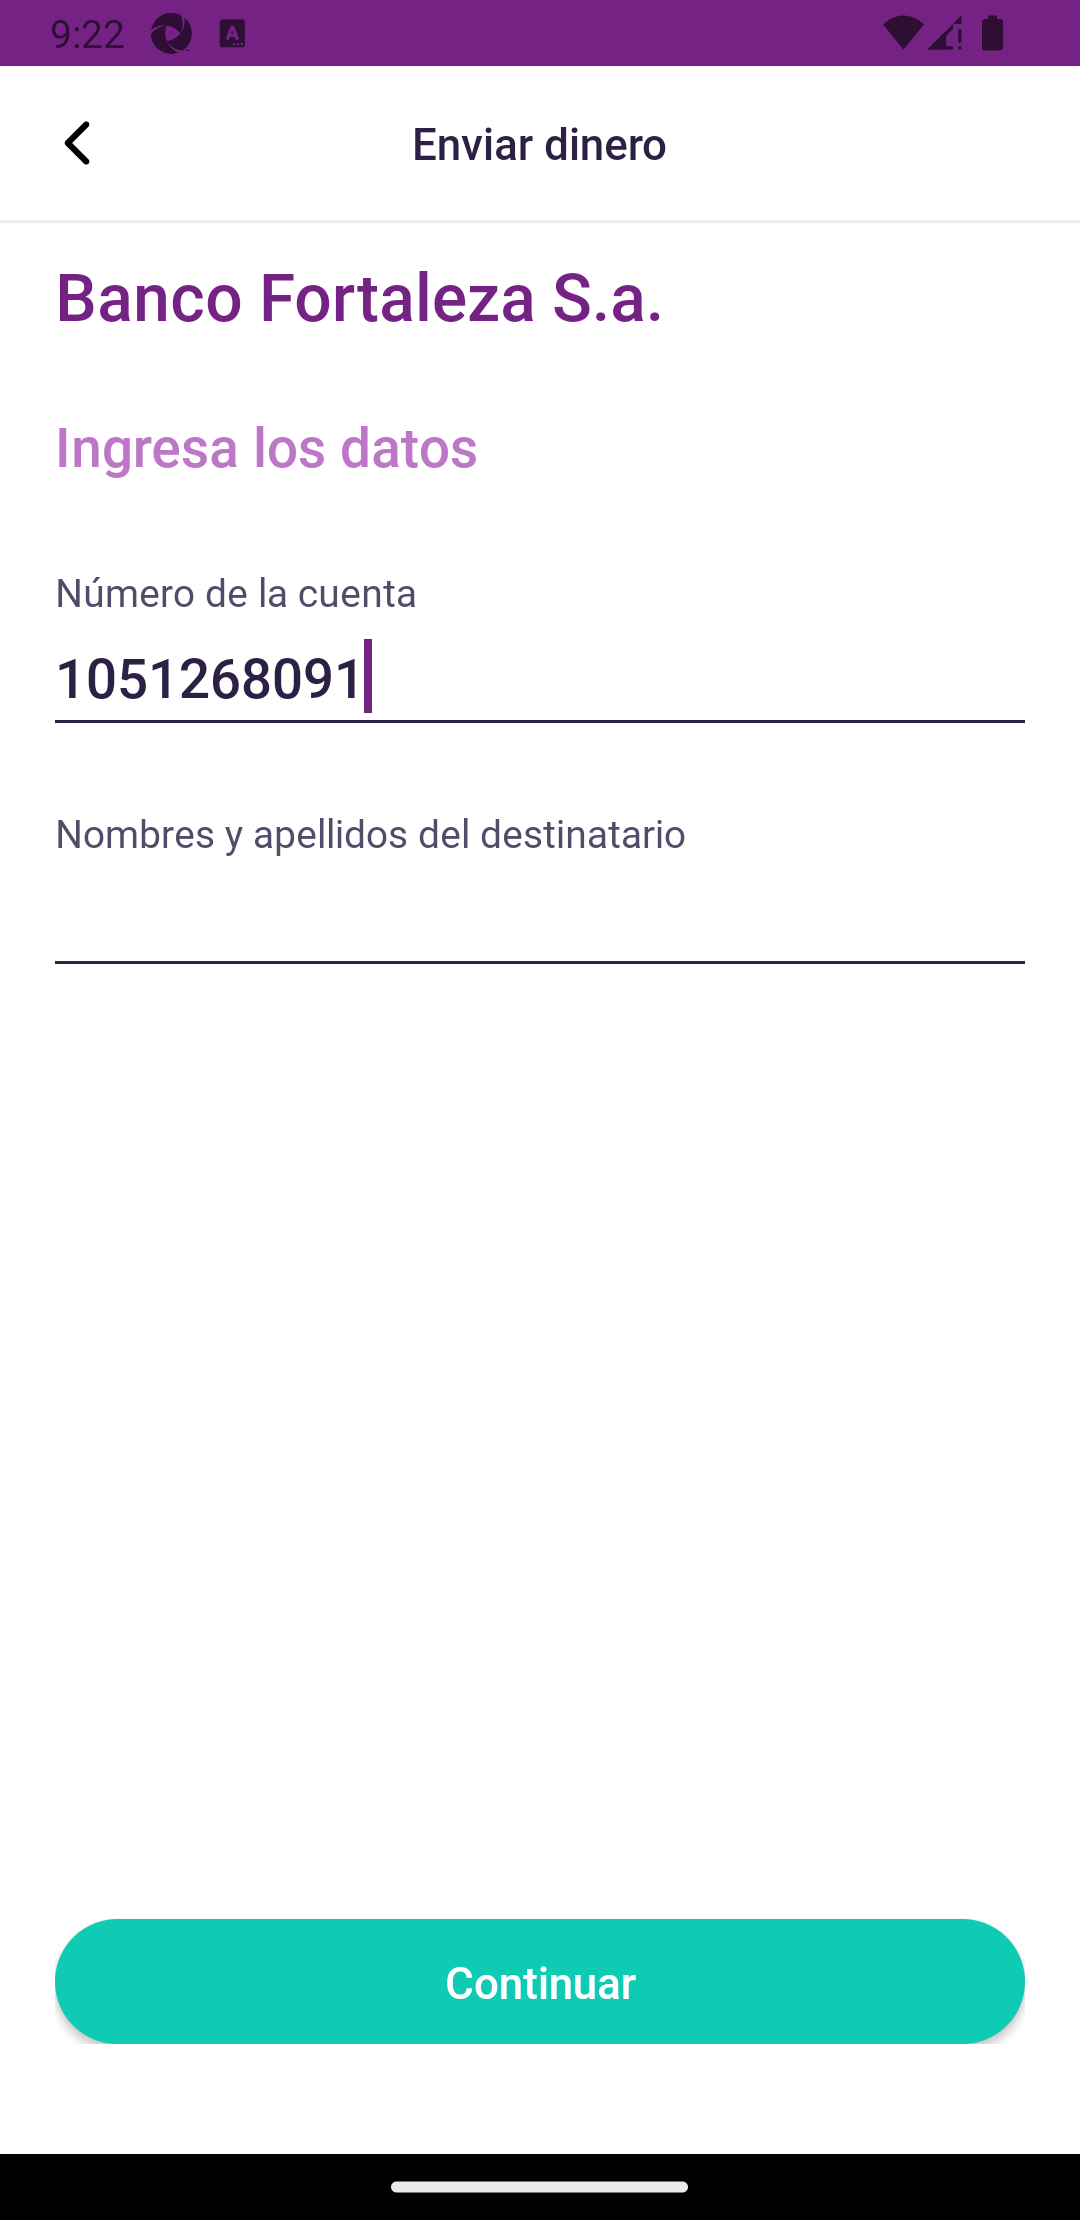 9:22
Enviar dinero
Banco Fortaleza S.a.
Ingresa los datos
Número de la cuenta
1051268091
Nombres y apellidos del destinatario
Continuar